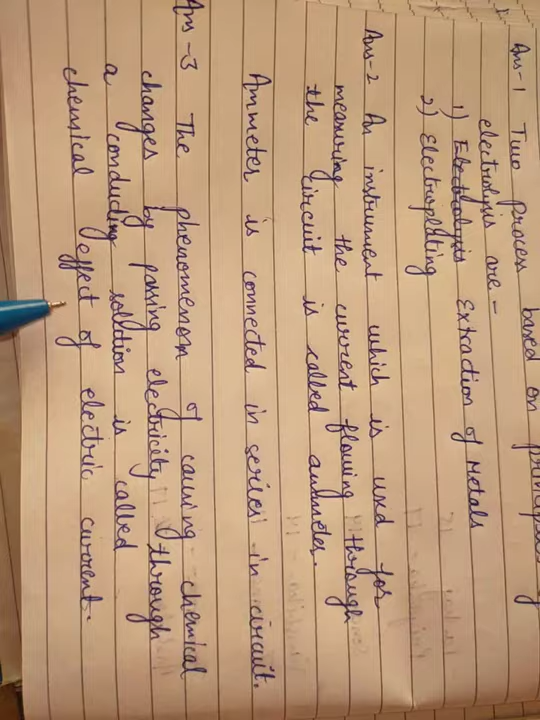 Ans-1 Two process based on principles of
electrolysis are -
1) Electrolysis Extraction of Metals
2) Electroplating
Ans-2 An instrument which is used for
measuring the current flowing through
the circuit is called ammeter.
Ammeter is connected in series in circuit.
Ans-3 The phenomenon of causing chemical
changes by passing electricity through
a conducting solution is called
chemical effect of electric current.